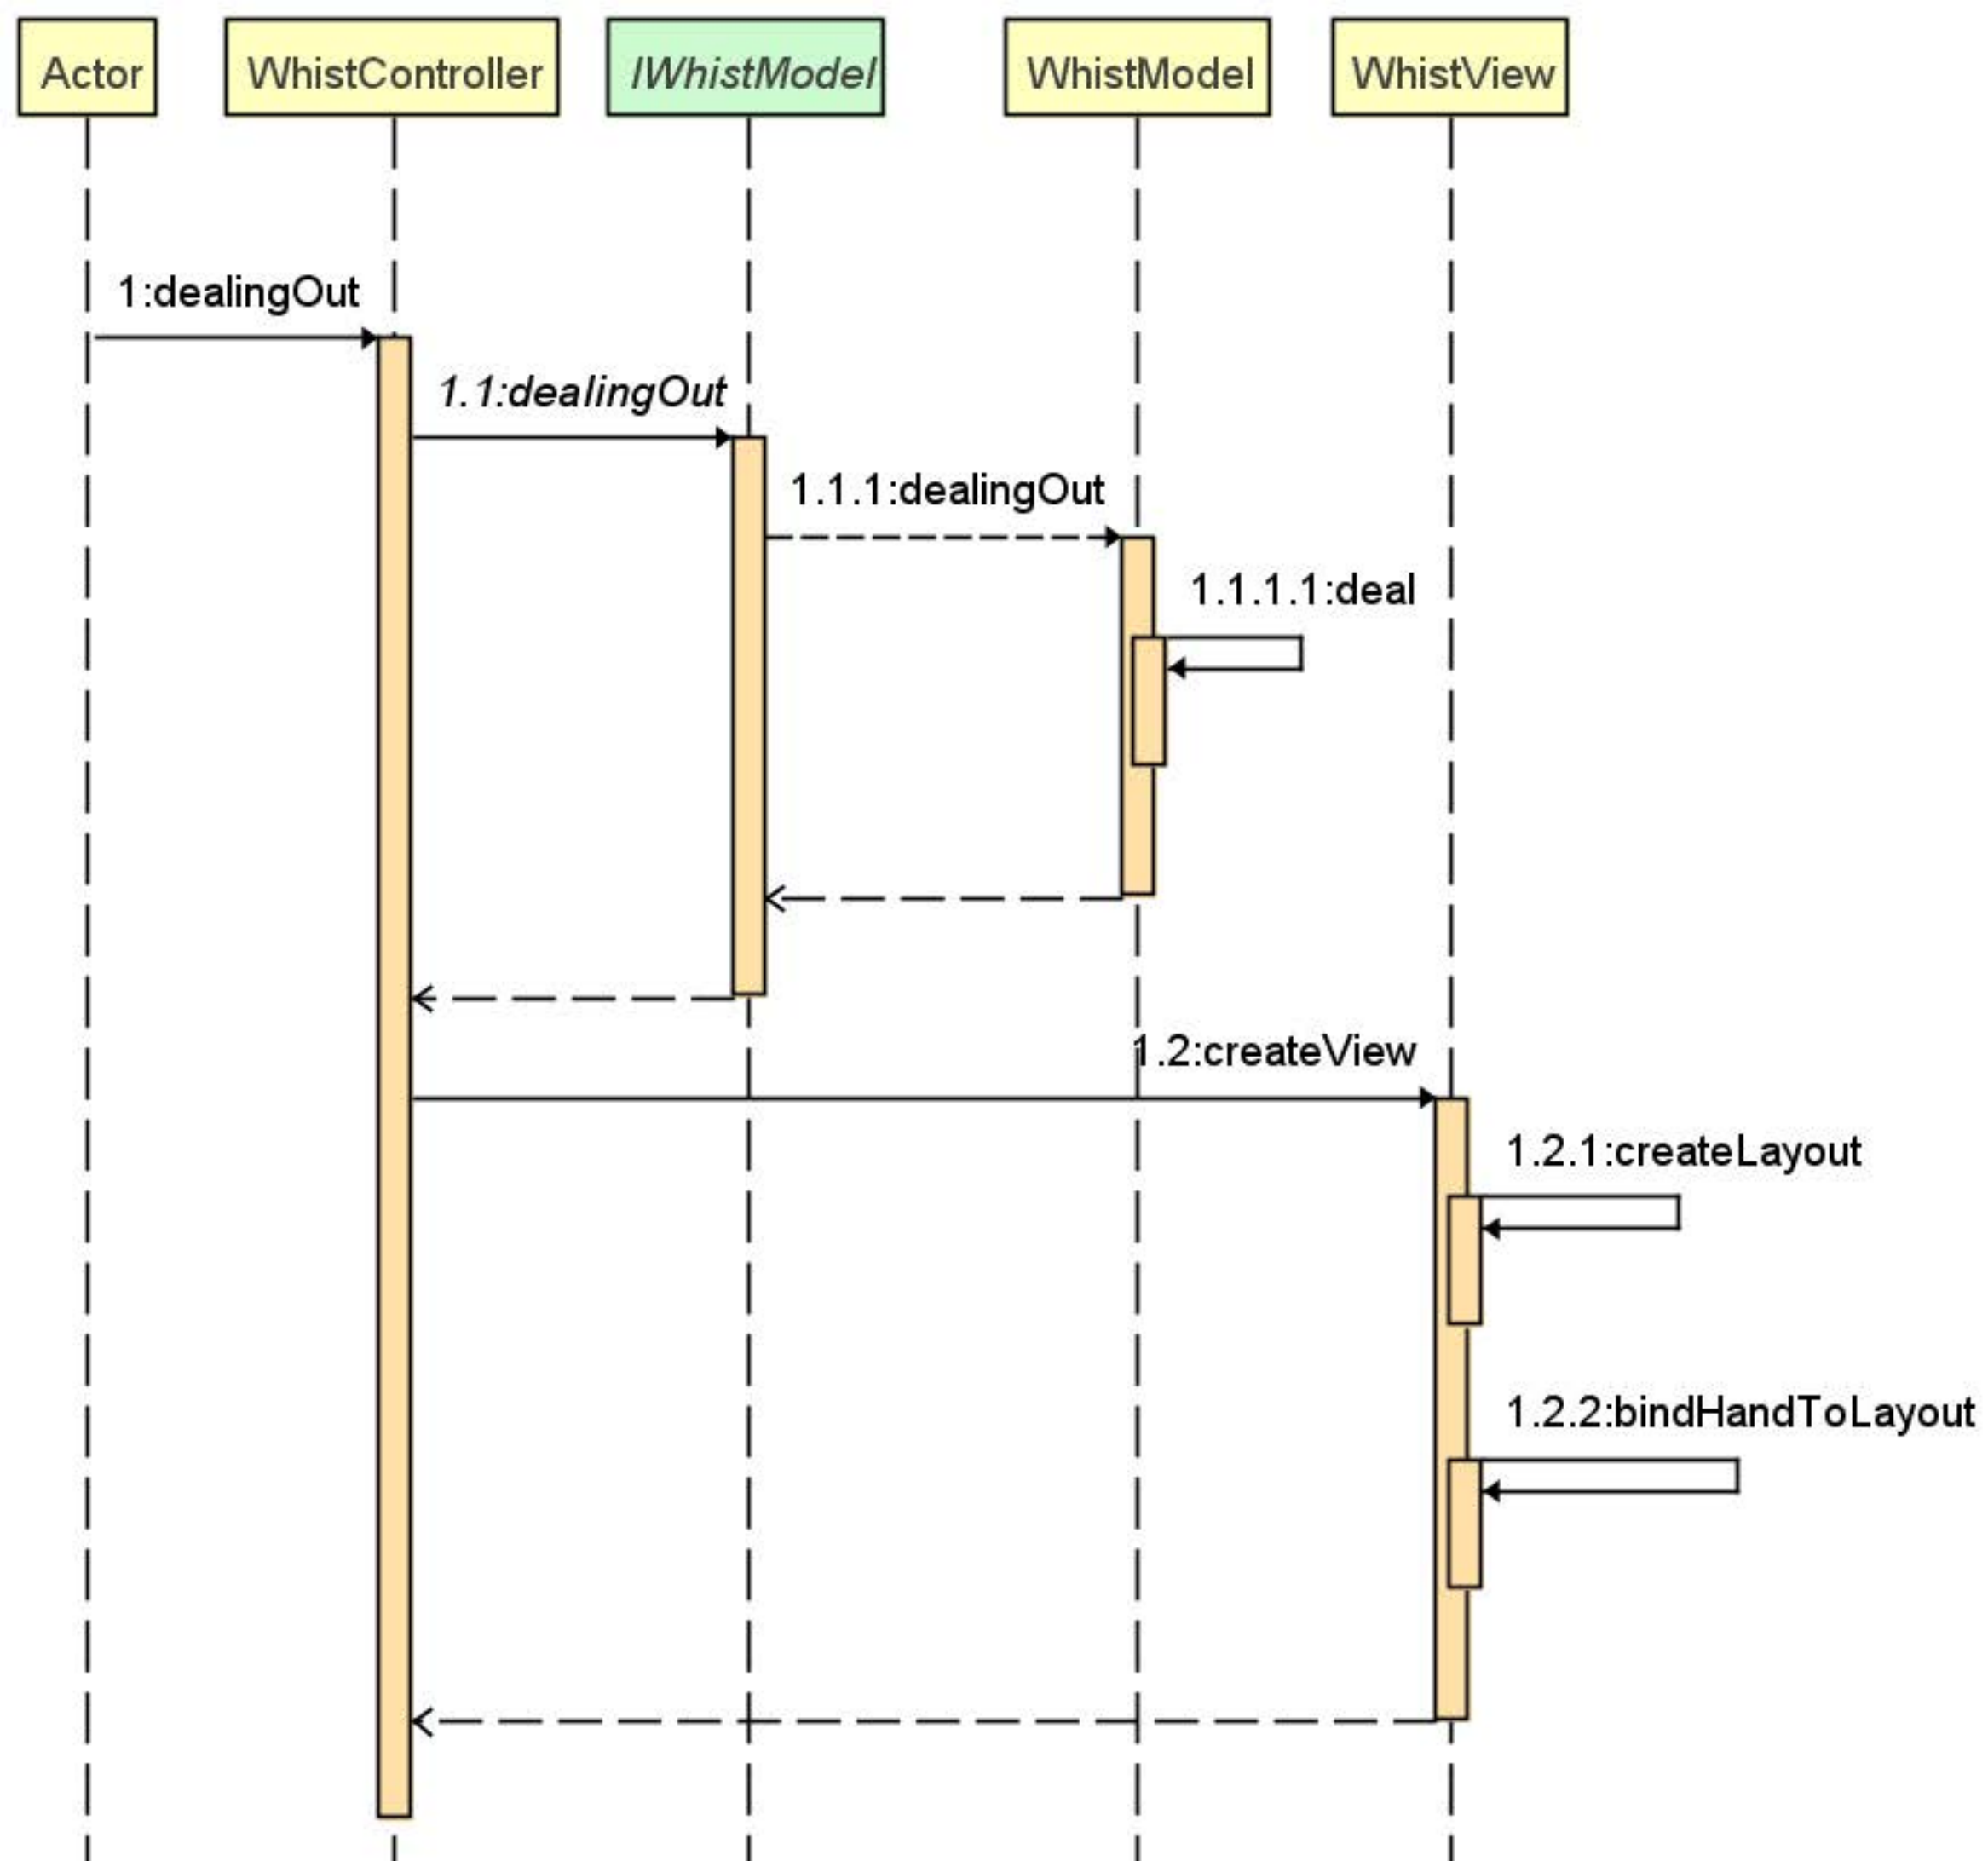 Actor
WhistController
IWhistModel
WhistModel
WhistView
1:dealingOut
1.1:dealingOut
1.1.1:dealingOut
1.1.1.1:deal
1.2:createView
1.2.1:createLayout
1.2.2:bindHandToLayout